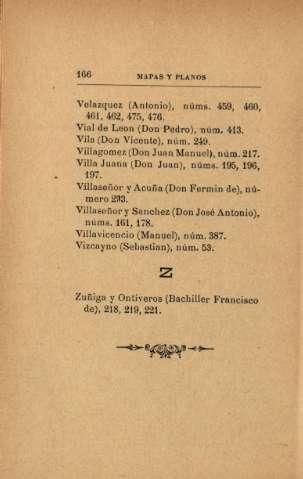 166 MAPAS Y PLANOS
Velazquez (Antonio), núms. 459, 460,
461, 462, 475, 476.
Vial de Leon (Don Pedro), núm. 413.
Vila (Don Vicente), núm. 249.
Villagomez (Don Juan Manuel), núm. 217.
Villa Juana (Don Juan), núms. 195, 196,
197.
Villaseñor y Acuña (Don Fermin de), nú-
mero 293.
Villaseñor y Sanchez (Don José Antonio),
núms. 161, 178.
Villavicencio (Manuel), núm. 387.
Vizcayno (Sebastian), núm. 53.
Z
Zuñiga y Ontiveros (Bachiller Francisco
de), 218, 219, 221.